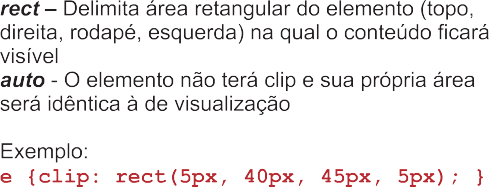 rect – Delimita área retangular do elemento (topo,
direita, rodapé, esquerda) na qual o conteúdo ficará
visível
auto - O elemento não terá clip e sua própria área
será idêntica à de visualização
Exemplo:
e {clip: rect(5px, 40px, 45px, 5px); }